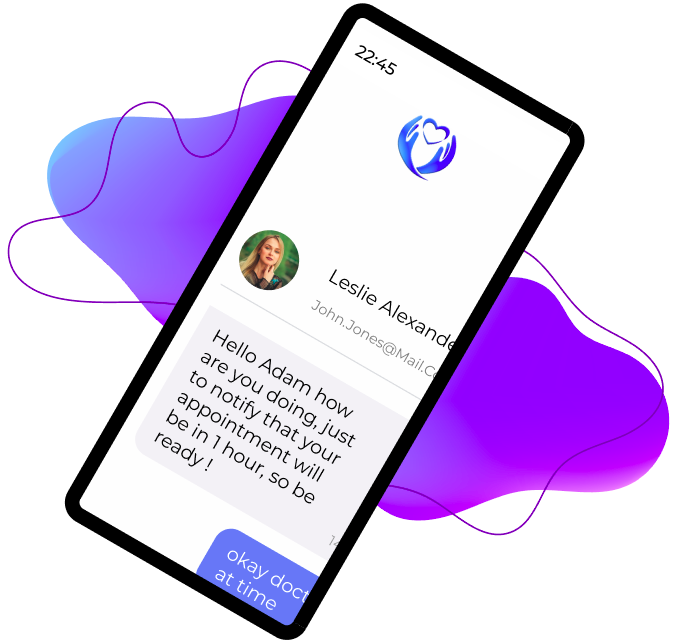 22:45
Leslie Alexande
John.Jones@Mail.C
Hello Adam how
are you doing, just
to notify that your
appointment will
be in 1 hour, so be
ready !
okay doct
at time